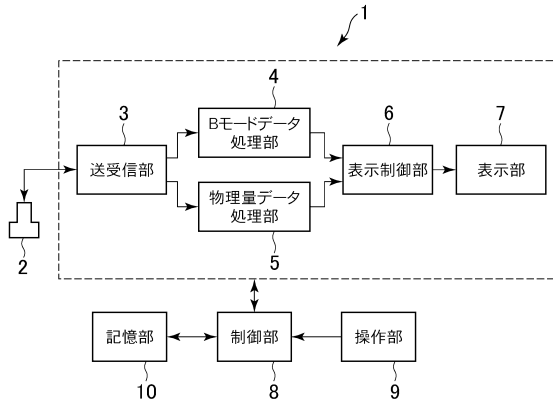 1
4
Bモードデータ
処理部
3
送受信部
6
表示制御部
7
表示部
物理量データ
処理部
5
2
記憶部
10
制御部
8
操作部
9